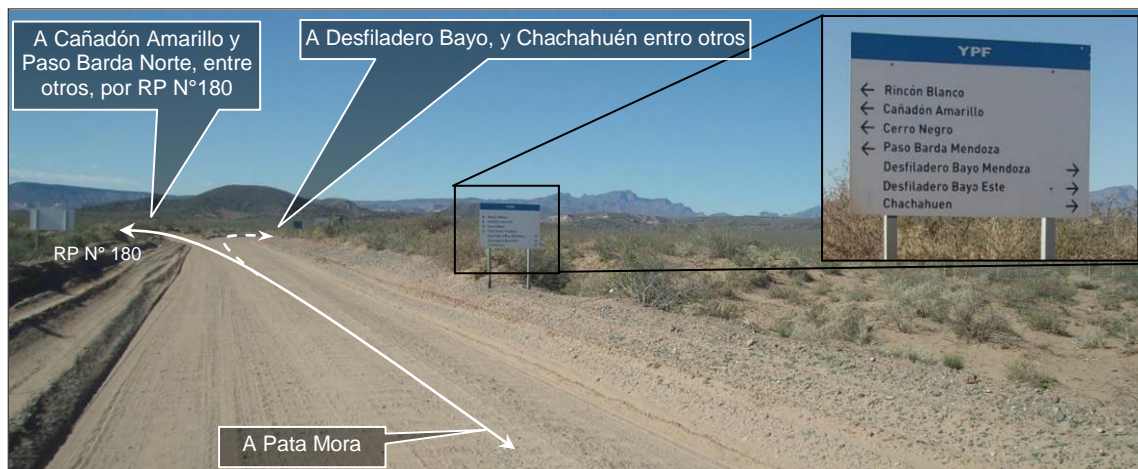 A Cañadón Amarillo y
Paso Barda Norte, entre
otros, por RP N°180
A Desfiladero Bayo, y Chachahuén entro otros
YPF
← Rincón Blanco
← Cañadón Amarillo
← Cerro Negro
← Paso Barda Mendoza
Desfiladero Bayo Mendoza →
Desfiladero Bayo Este →
Chachahuen →
RP N° 180
A Pata Mora